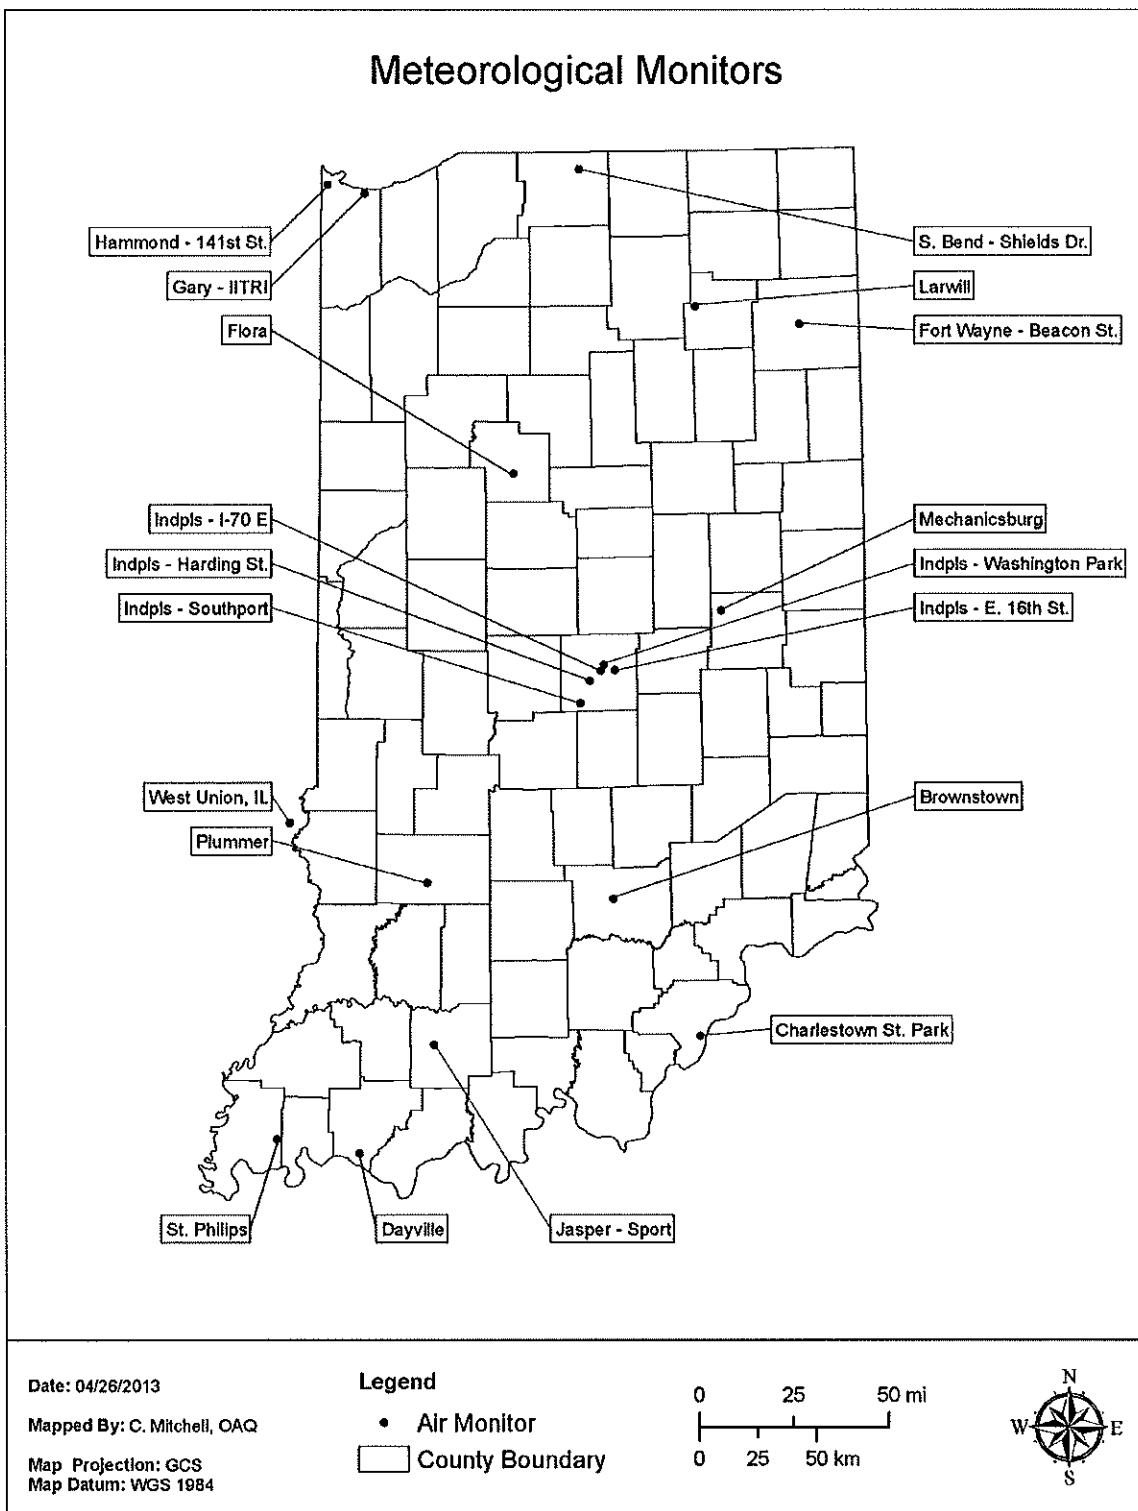 Meteorological Monitors
Hammond - 141st St.
S. Bend - Shields Dr.
Gary - IITRI
Larwill
Flora
Fort Wayne - Beacon St.
Indpls - I-70 E
Mechanicsburg
Indpls - Harding St.
Indpls - Washington Park
Indpls - Southport
Indpls - E. 16th St.
West Union, IL
Brownstown
Plummer
Charlestown St. Park
St. Philips
Dayville
Jasper - Sport
Date: 04/26/2013
Mapped By: C. Mitchell, OAQ
Map Projection: GCS
Map Datum: WGS 1984
Legend
Air Monitor
County Boundary
0 25 50 mi
0 25 50 km
N
W E
S